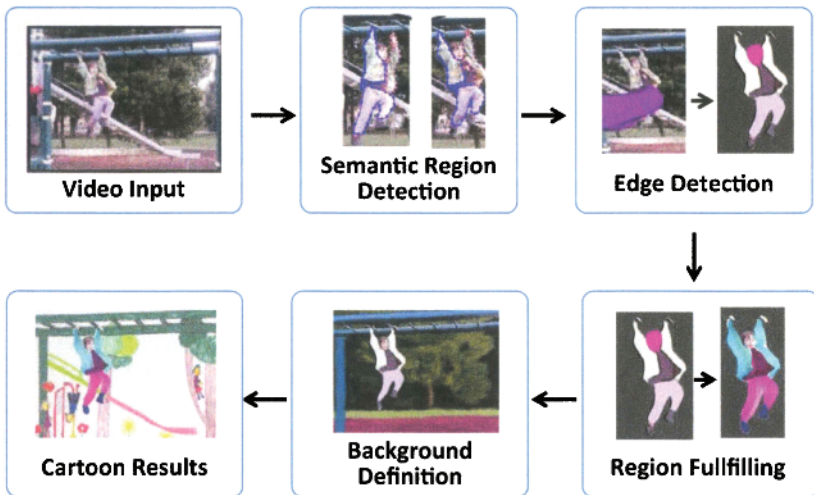 Video Input
Semantic Region
Detection
Edge Detection
Region Fullfilling
Background
Definition
Cartoon Results